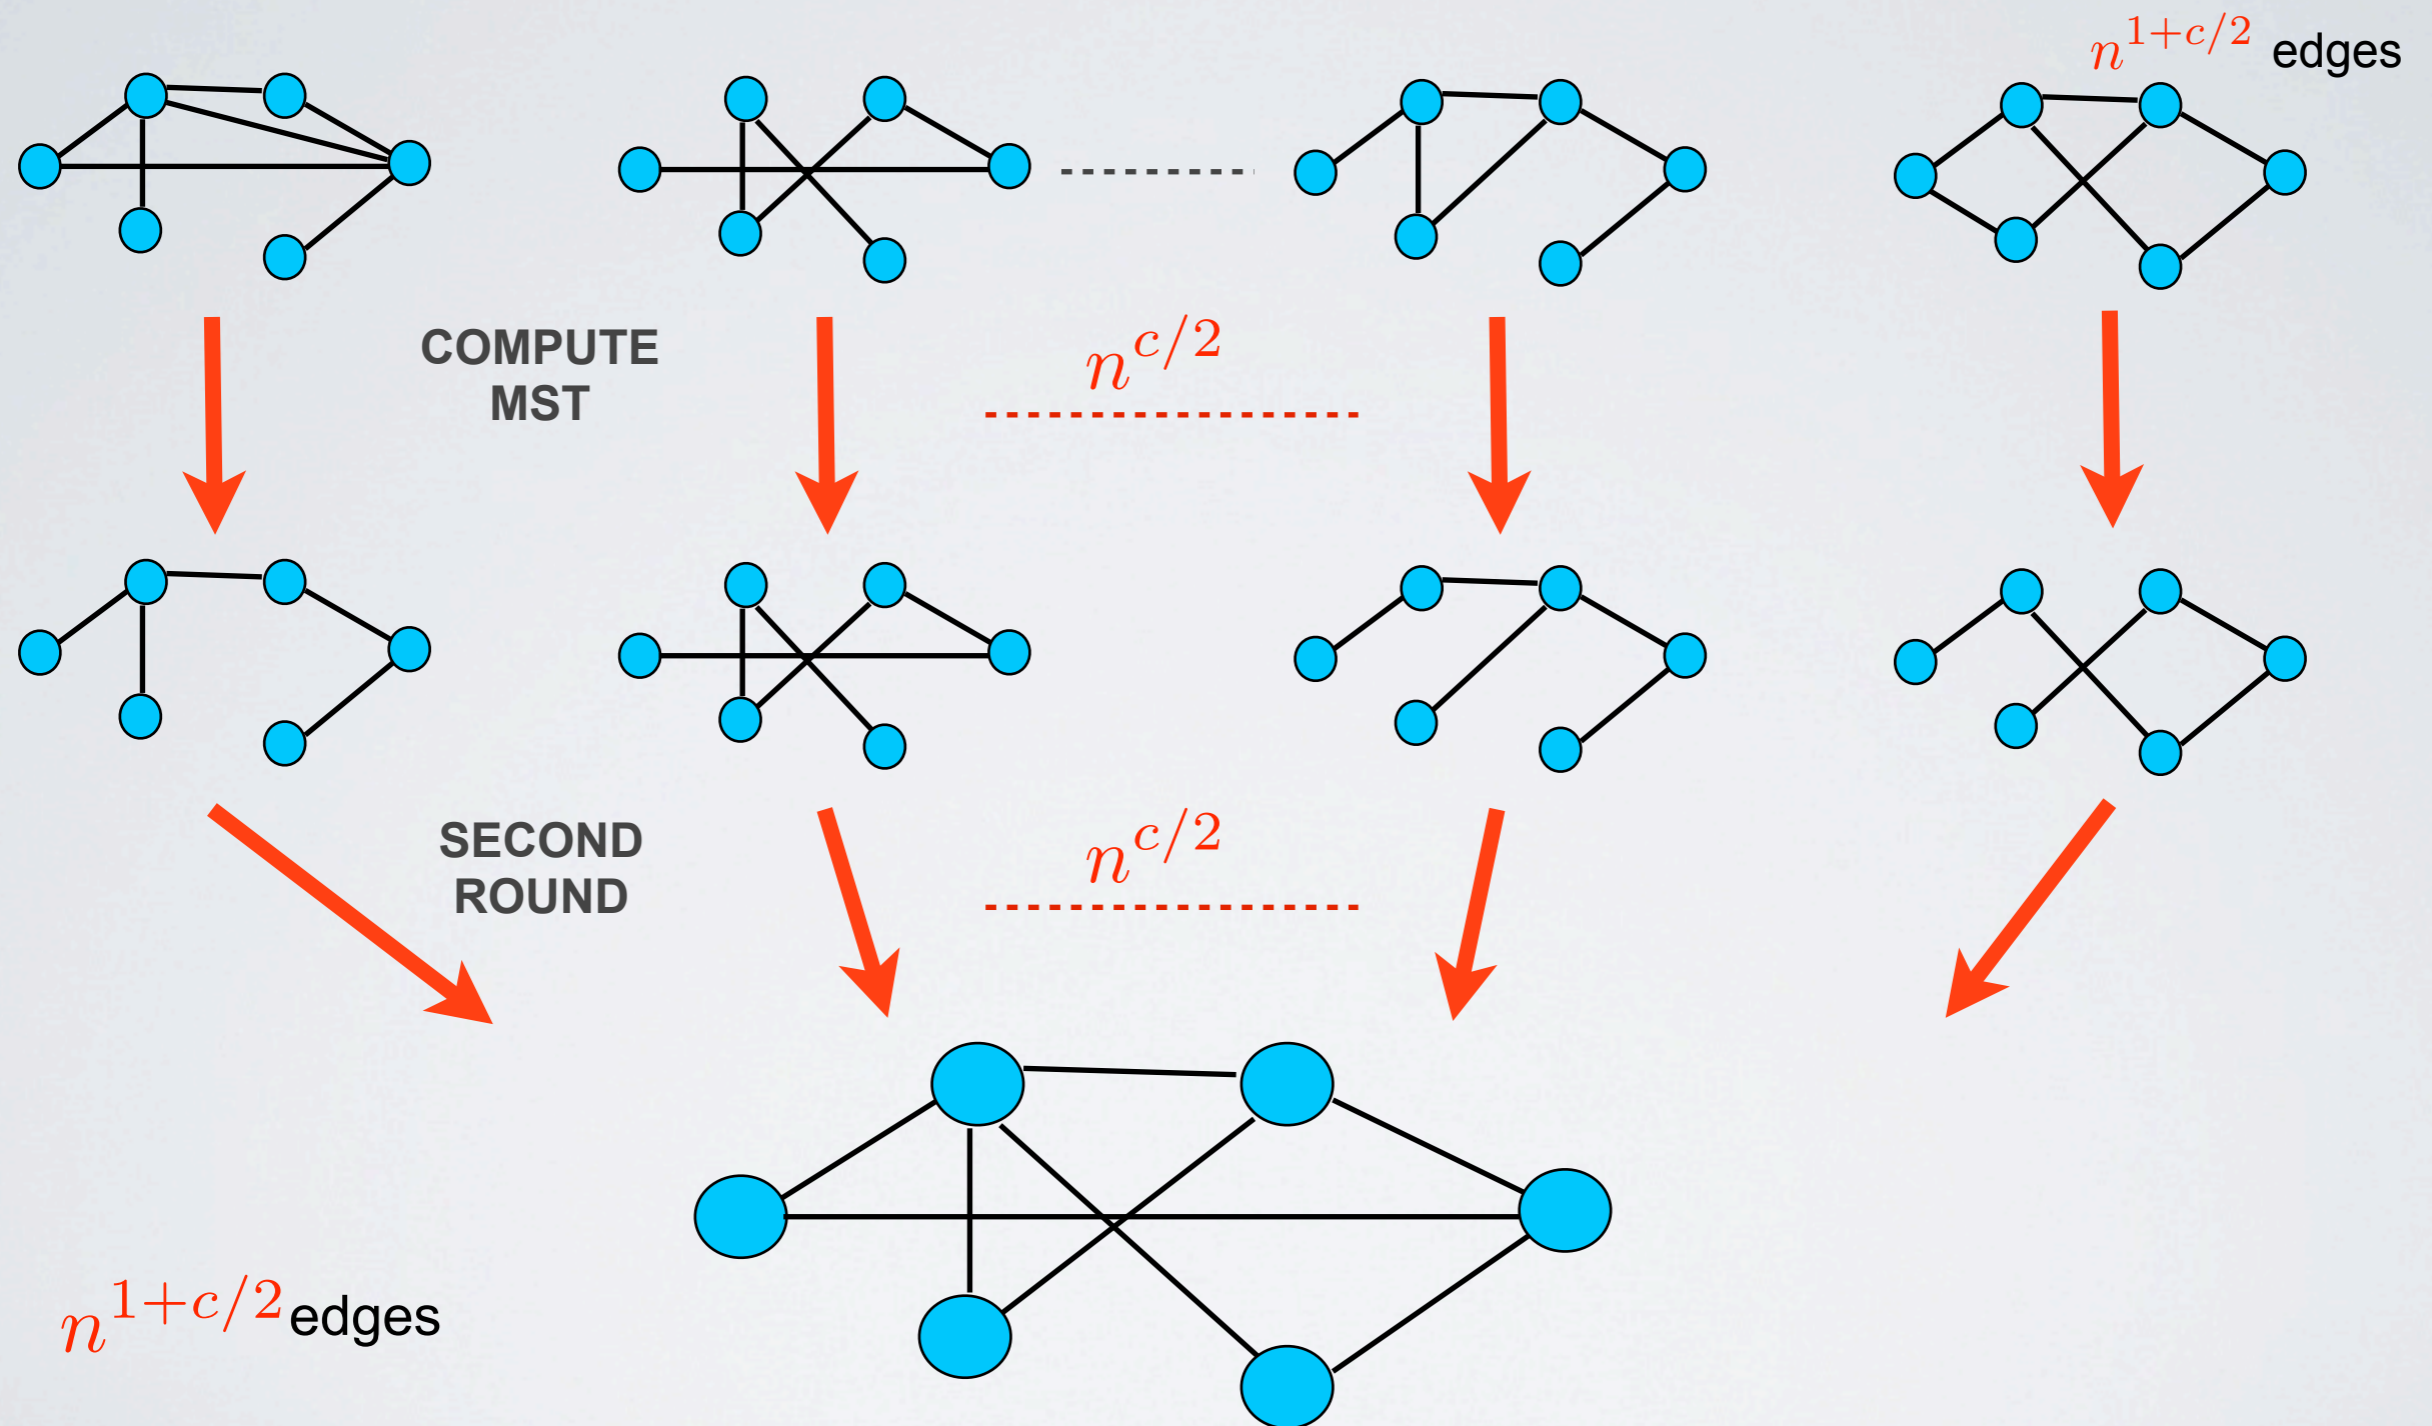 n^{1+c/2} edges
COMPUTE
MST
n^{c/2}
SECOND
ROUND
n^{c/2}
n^{1+c/2} edges